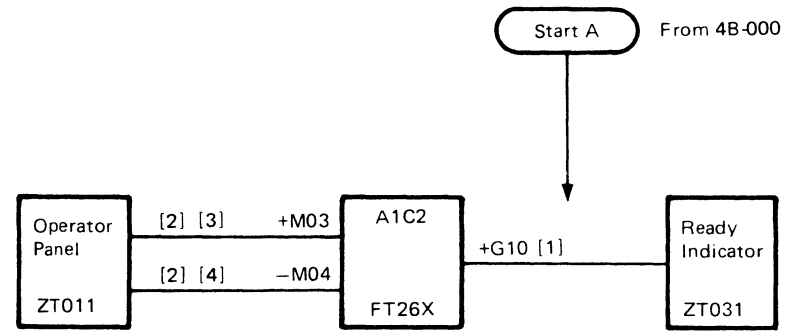 Start A
From 4B-000
Operator
Panel
ZT011
[2] [3] +M03
[2] [4] −M04
A1C2
FT26X
+G10 [1]
Ready
Indicator
ZT031